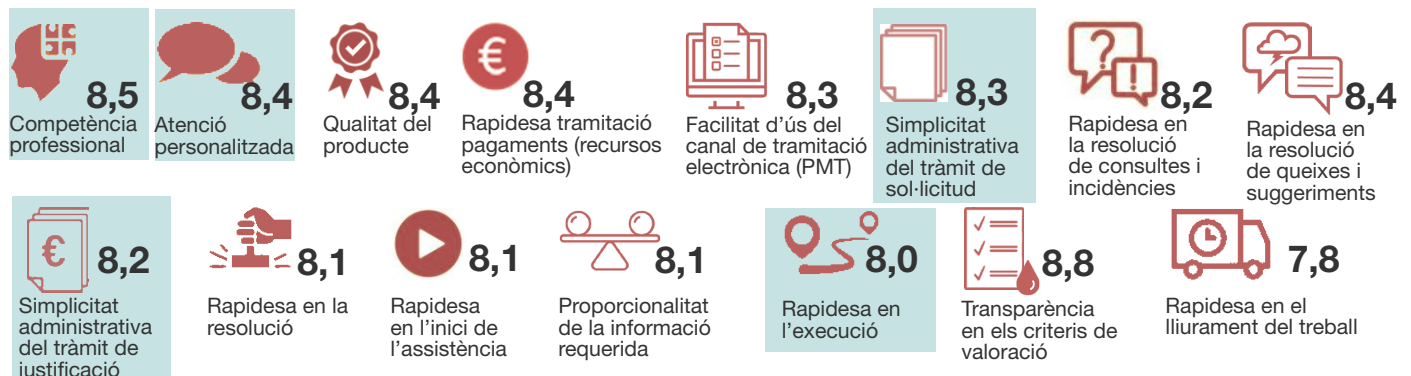 8,5
Competència
professional
8,4
Atenció
personalitzada
8,4
Qualitat del
producte
€
8,4
Rapidesa tramitació
pagaments (recursos
econòmics)
8,3
Facilitat d'ús del
canal de tramitació
electrònica (PMT)
8,3
Simplicitat
administrativa
del tràmit de
sol·licitud
? !
8,2
Rapidesa en
la resolució
de consultes i
incidències
8,4
Rapidesa en
la resolució
de queixes i
suggeriments
€
8,2
Simplicitat
administrativa
del tràmit de
justificació
8,1
Rapidesa en la
resolució
8,1
Rapidesa
en l'inici de
l'assistència
8,1
Proporcionalitat
de la informació
requerida
8,0
Rapidesa en
l'execució
8,8
Transparència
en els criteris de
valoració
7,8
Rapidesa en el
lliurament del treball